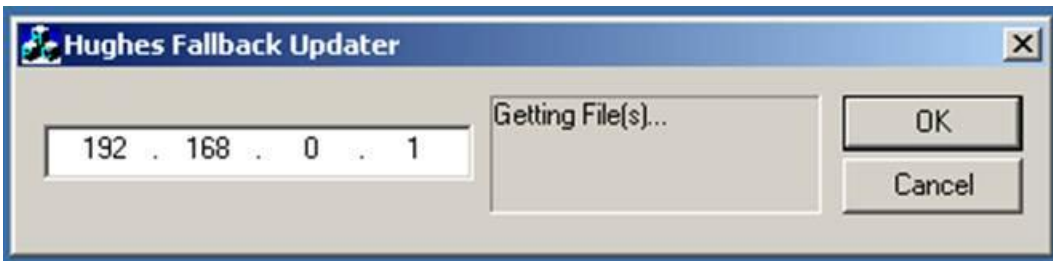 Hughes Fallback Updater
192 . 168 . 0 . 1
Getting File(s)...
OK
Cancel